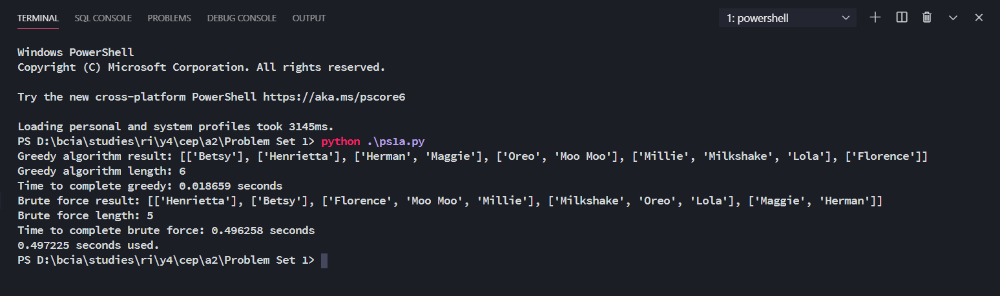 TERMINAL SQL CONSOLE PROBLEMS DEBUG CONSOLE OUTPUT 1: powershell
Windows PowerShell
Copyright (C) Microsoft Corporation. All rights reserved.
Try the new cross-platform PowerShell https://aka.ms/pscore6
Loading personal and system profiles took 3145ms.
PS D:\bcia\studies\ri\y4\cep\a2\Problem Set 1> python .\ps1a.py
Greedy algorithm result: [['Betsy'], ['Henrietta'], ['Herman', 'Maggie'], ['Oreo', 'Moo Moo'], ['Millie', 'Milkshake', 'Lola'], ['Florence']]
Greedy algorithm length: 6
Time to complete greedy: 0.018659 seconds
Brute force result: [['Henrietta'], ['Betsy'], ['Florence', 'Moo Moo', 'Millie'], ['Milkshake', 'Oreo', 'Lola'], ['Maggie', 'Herman']]
Brute force length: 5
Time to complete brute force: 0.496258 seconds
0.497225 seconds used.
PS D:\bcia\studies\ri\y4\cep\a2\Problem Set 1>